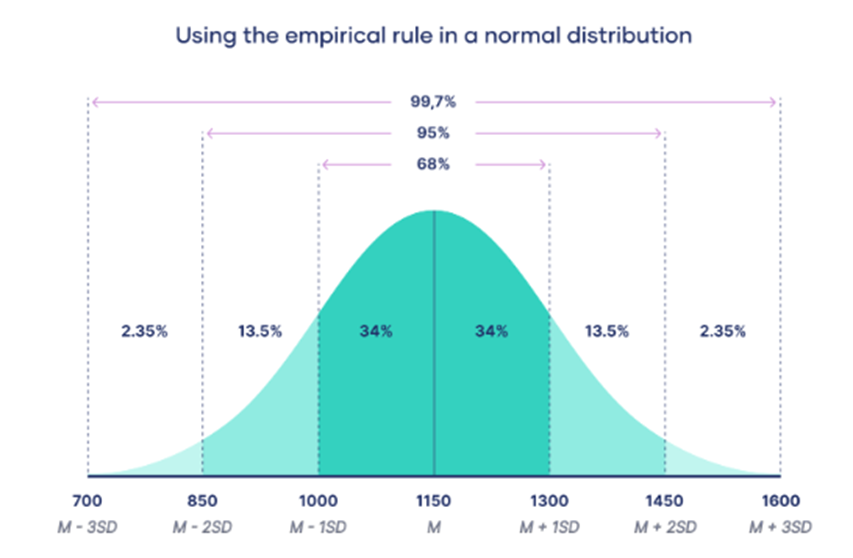 Using the empirical rule in a normal distribution
99,7%
95%
68%
2.35% 13.5% 34% 34% 13.5% 2.35%
700 850 1000 1150 1300 1450 1600
M - 3SD M - 2SD M - 1SD M M + 1SD M + 2SD M + 3SD